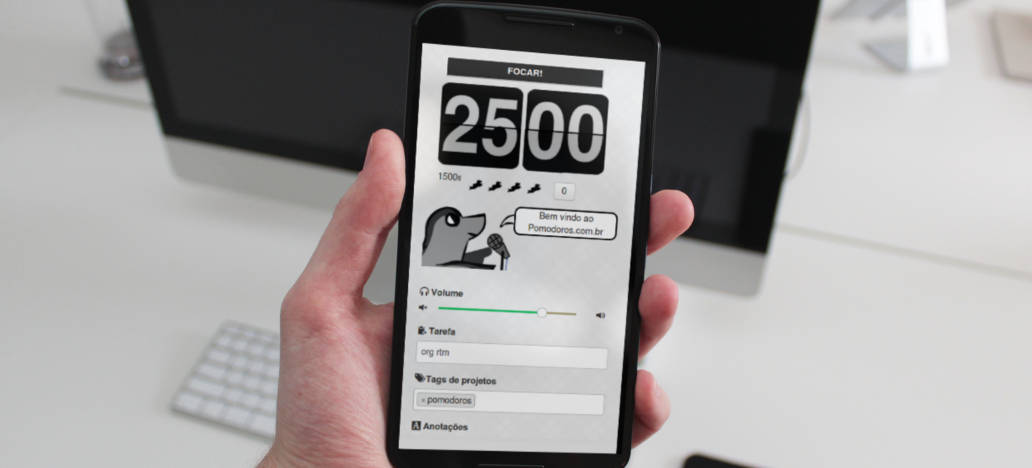 FOCAR!
25 00
1500s
0
Bem vindo ao
Pomodoros.com.br
Volume
Tarefa
org rtm
Tags de projetos
× pomodoros
A Anotações